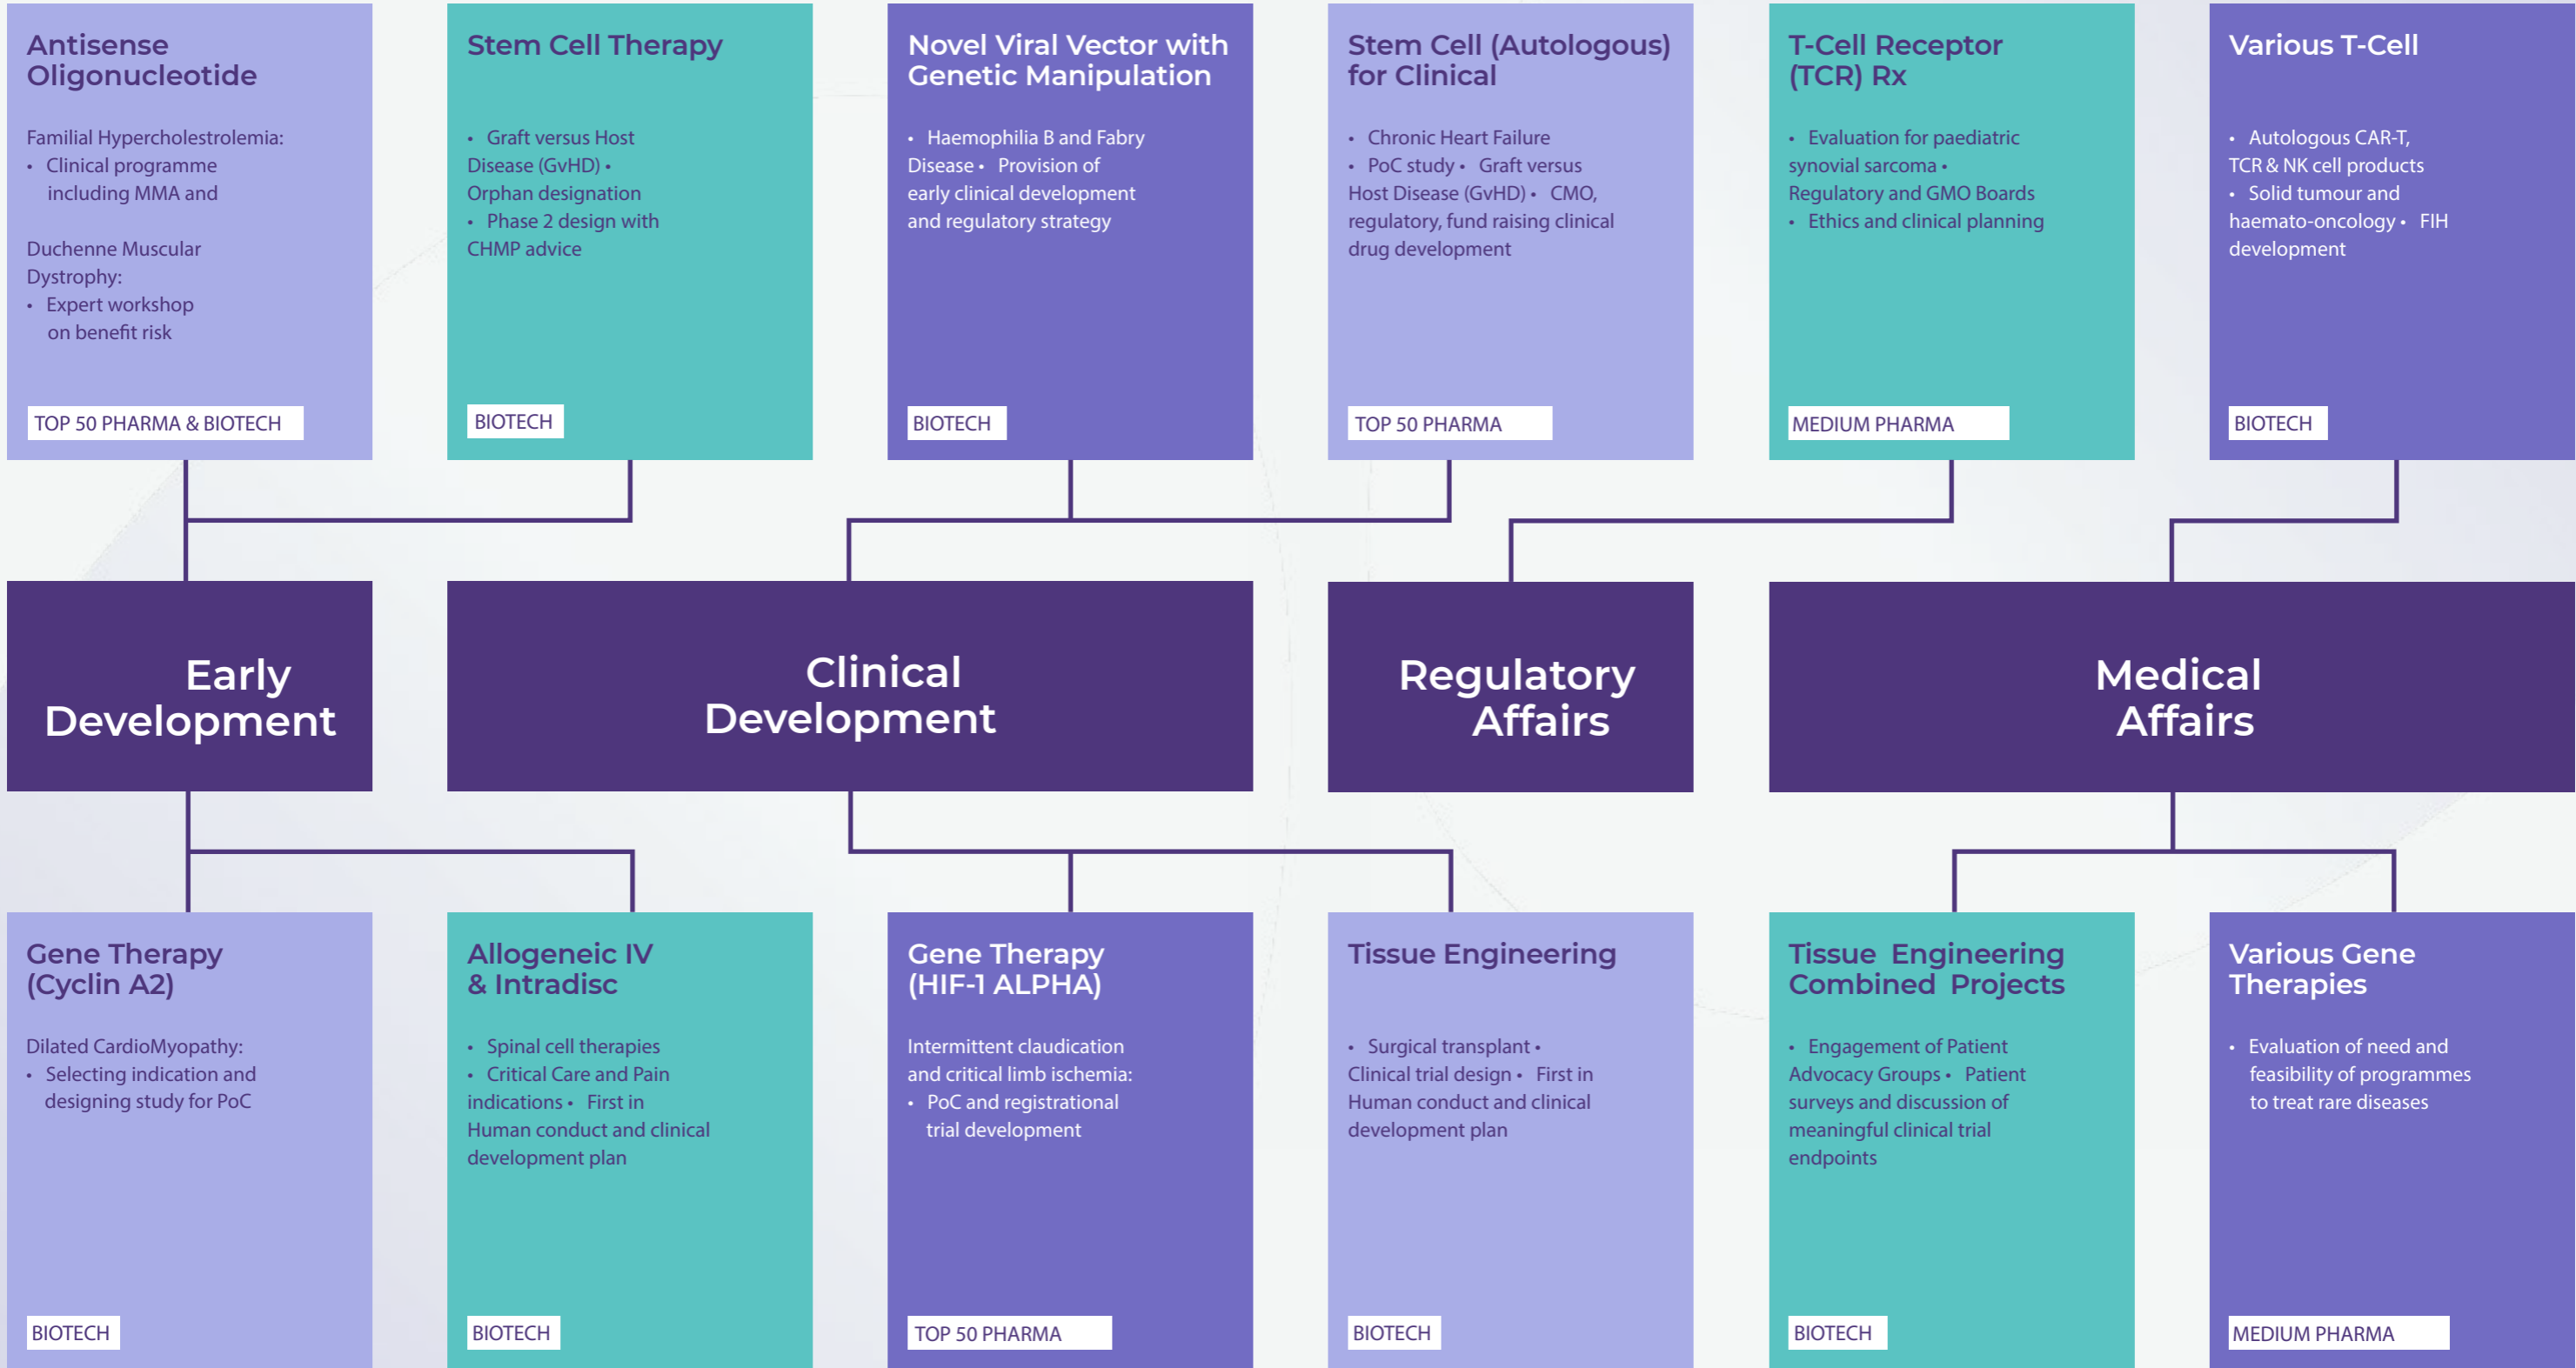 Antisense
Oligonucleotide
Familial Hypercholestrolemia:
• Clinical programme
including MMA and
Duchenne Muscular
Dystrophy:
• Expert workshop
on benefit risk
TOP 50 PHARMA & BIOTECH
Stem Cell Therapy
• Graft versus Host
Disease (GvHD) •
Orphan designation
• Phase 2 design with
CHMP advice
BIOTECH
Novel Viral Vector with
Genetic Manipulation
• Haemophilia B and Fabry
Disease • Provision of
early clinical development
and regulatory strategy
BIOTECH
Stem Cell (Autologous)
for Clinical
• Chronic Heart Failure
• PoC study • Graft versus
Host Disease (GvHD) • CMO,
regulatory, fund raising clinical
drug development
TOP 50 PHARMA
T-Cell Receptor
(TCR) Rx
• Evaluation for paediatric
synovial sarcoma •
Regulatory and GMO Boards
• Ethics and clinical planning
MEDIUM PHARMA
Various T-Cell
• Autologous CAR-T,
TCR & NK cell products
• Solid tumour and
haemato-oncology • FIH
development
BIOTECH
Early
Development
Clinical
Development
Regulatory
Affairs
Medical
Affairs
Gene Therapy
(Cyclin A2)
Dilated CardioMyopathy:
• Selecting indication and
designing study for PoC
BIOTECH
Allogeneic IV
& Intradisc
• Spinal cell therapies
• Critical Care and Pain
indications • First in
Human conduct and clinical
development plan
BIOTECH
Gene Therapy
(HIF-1 ALPHA)
Intermittent claudication
and critical limb ischemia:
• PoC and registrational
trial development
TOP 50 PHARMA
Tissue Engineering
• Surgical transplant •
Clinical trial design • First in
Human conduct and clinical
development plan
BIOTECH
Tissue Engineering
Combined Projects
• Engagement of Patient
Advocacy Groups • Patient
surveys and discussion of
meaningful clinical trial
endpoints
BIOTECH
Various Gene
Therapies
• Evaluation of need and
feasibility of programmes
to treat rare diseases
MEDIUM PHARMA